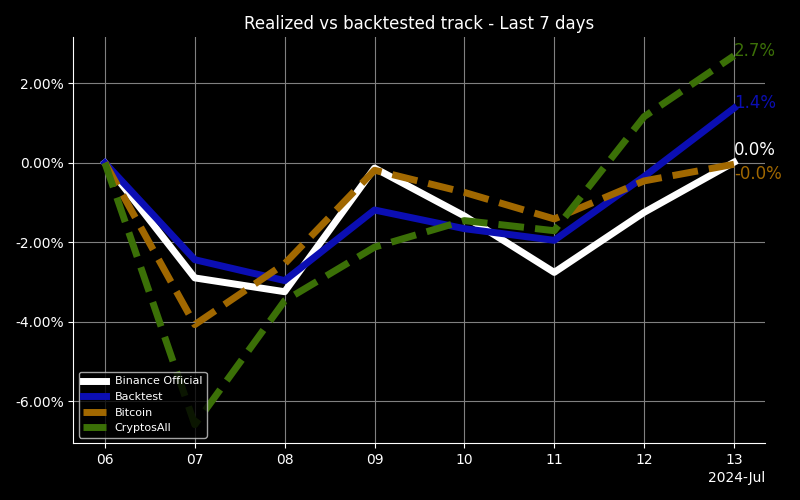 Realized vs backtested track - Last 7 days
2.7%
2.00%
1.4%
0.00%
0.0%
-0.0%
-2.00%
-4.00%
-6.00%
Binance Official
Backtest
Bitcoin
CryptosAll
06 07 08 09 10 11 12 13
2024-Jul